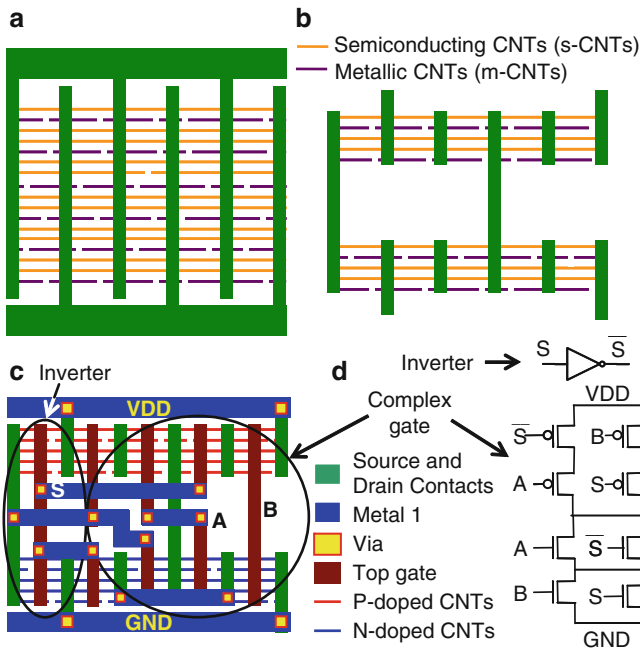 a
b
Semiconducting CNTs (s-CNTs)
Metallic CNTs (m-CNTs)
c
Inverter
VDD
S
A
B
GND
Complex
gate
Source and
Drain Contacts
Metal 1
Via
Top gate
P-doped CNTs
N-doped CNTs
d
Inverter
S
S̅
VDD
S̅
B
A
S
A
S̅
B
S
GND